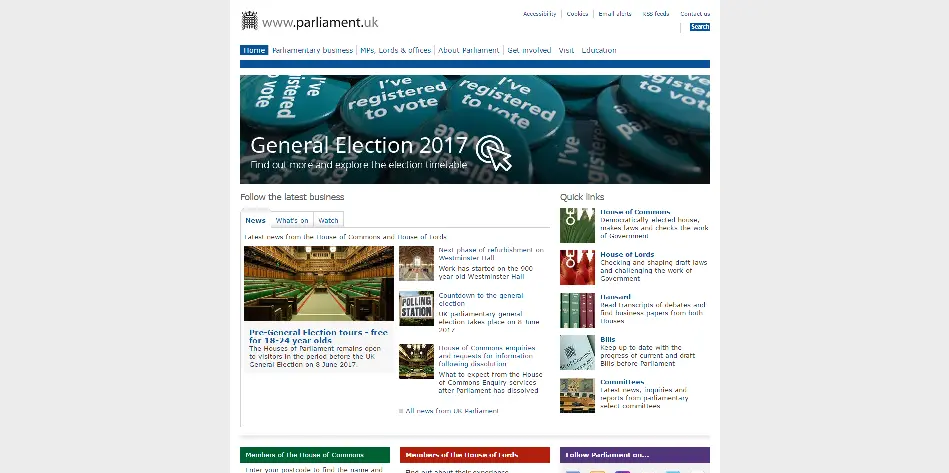 Accessibility Cookies Email alerts RSS feeds Contact us
www.parliament.uk
Search
Home Parliamentary business MPs, Lords & offices About Parliament Get involved Visit Education
I've registered to vote
I've registered to vote
General Election 2017
Find out more and explore the election timetable
Follow the latest business
News What's on Watch
Latest news from the House of Commons and House of Lords
Pre-General Election tours - free
for 18-24 year olds
The Houses of Parliament remains open
to visitors in the period before the UK
General Election on 8 June 2017.
Next phase of refurbishment on
Westminster Hall
Work has started on the 900-
year-old Westminster Hall
POLLING
STATION
Countdown to the general
election
UK parliamentary general
election takes place on 8 June
2017
House of Commons enquiries
and requests for information
following dissolution
What to expect from the House
of Commons Enquiry services
after Parliament has dissolved
All news from UK Parliament
Quick links
House of Commons
Democratically elected house,
makes laws and checks the work
of Government
House of Lords
Checking and shaping draft laws
and challenging the work of
Government
Hansard
Read transcripts of debates and
find business papers from both
Houses
Bills
Keep up to date with the
progress of current and draft
Bills before Parliament
Committees
Latest news, inquiries and
reports from parliamentary
select committees
Members of the House of Commons
Enter your postcode to find the name and
Members of the House of Lords
Find out about their experience,
Follow Parliament on...